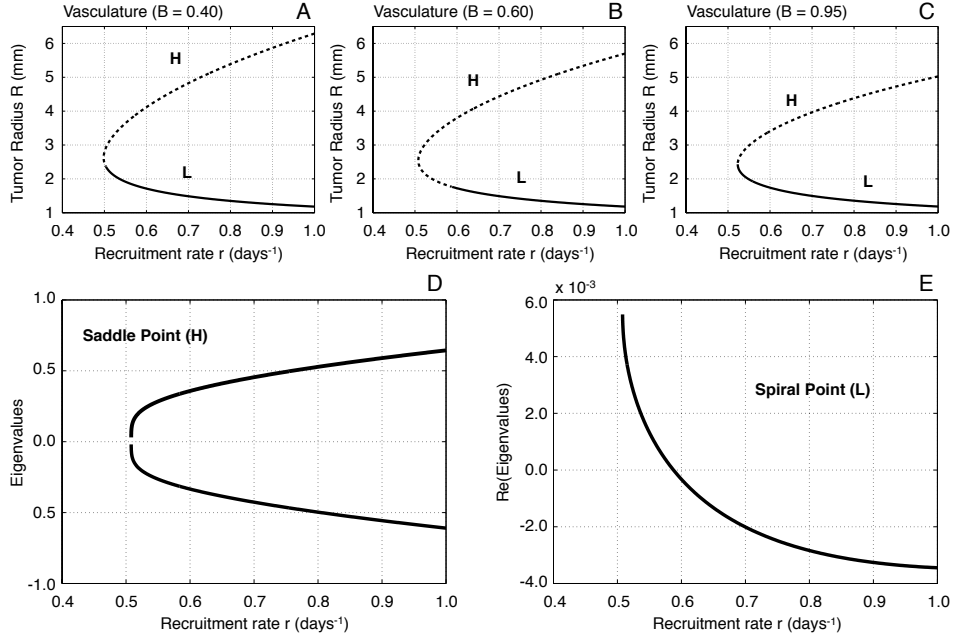 Vasculature (B = 0.40)
A
Tumor Radius R (mm)
6
5
4
3
2
1
H
L
0.4 0.5 0.6 0.7 0.8 0.9 1.0
Recruitment rate r (days⁻¹)
Vasculature (B = 0.60)
B
Tumor Radius R (mm)
6
5
4
3
2
1
H
L
0.4 0.5 0.6 0.7 0.8 0.9 1.0
Recruitment rate r (days⁻¹)
Vasculature (B = 0.95)
C
Tumor Radius R (mm)
6
5
4
3
2
1
H
L
0.4 0.5 0.6 0.7 0.8 0.9 1.0
Recruitment rate r (days⁻¹)
D
Eigenvalues
1.0
0.5
0.0
0.5
-1.0
Saddle Point (H)
0.4 0.5 0.6 0.7 0.8 0.9 1.0
Recruitment rate r (days⁻¹)
x 10⁻³
E
Re(Eigenvalues)
6.0
4.0
2.0
0.0
-2.0
-4.0
Spiral Point (L)
0.4 0.5 0.6 0.7 0.8 0.9 1.0
Recruitment rate r (days⁻¹)